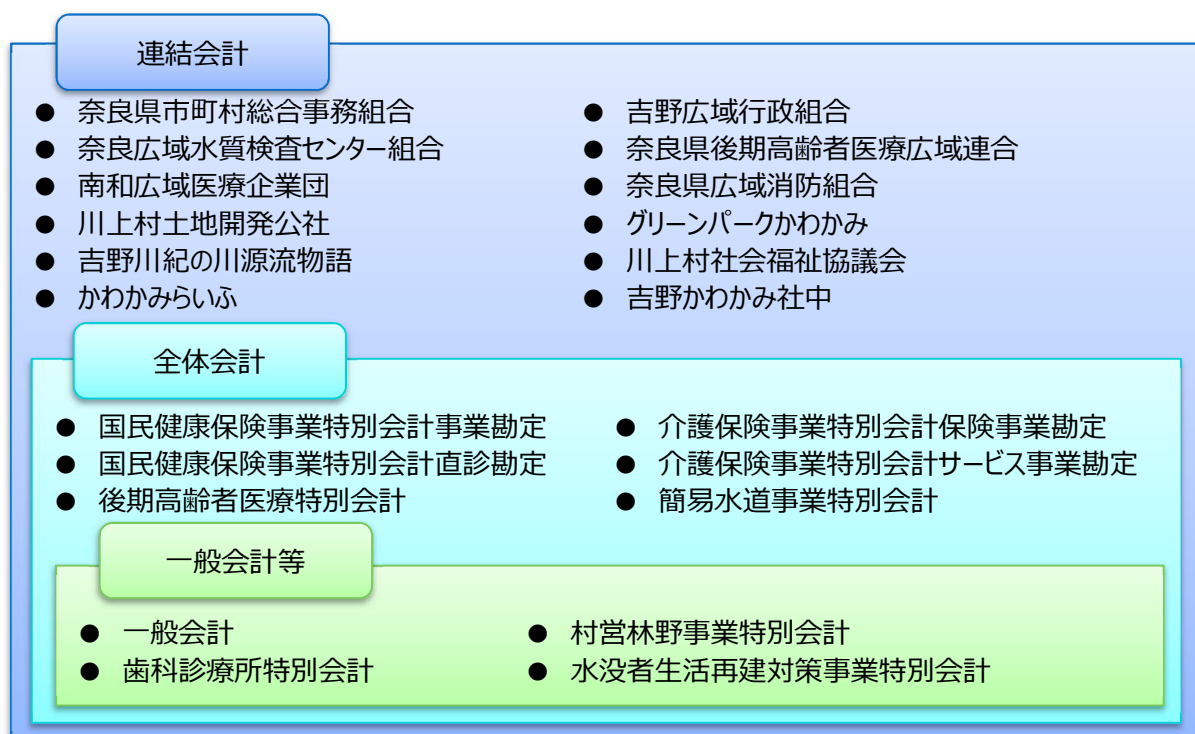 連結会計
● 奈良県市町村総合事務組合
● 吉野広域行政組合
● 奈良広域水質検査センター組合
● 奈良県後期高齢者医療広域連合
● 南和広域医療企業団
● 奈良県広域消防組合
● 川上村土地開発公社
● グリーンパークかわかみ
● 吉野川紀の川源流物語
● 川上村社会福祉協議会
● かわかみらいふ
● 吉野かわかみ社中
全体会計
● 国民健康保険事業特別会計事業勘定
● 介護保険事業特別会計保険事業勘定
● 国民健康保険事業特別会計直診勘定
● 介護保険事業特別会計サービス事業勘定
● 後期高齢者医療特別会計
● 簡易水道事業特別会計
一般会計等
● 一般会計
● 村営林野事業特別会計
● 歯科診療所特別会計
● 水没者生活再建対策事業特別会計